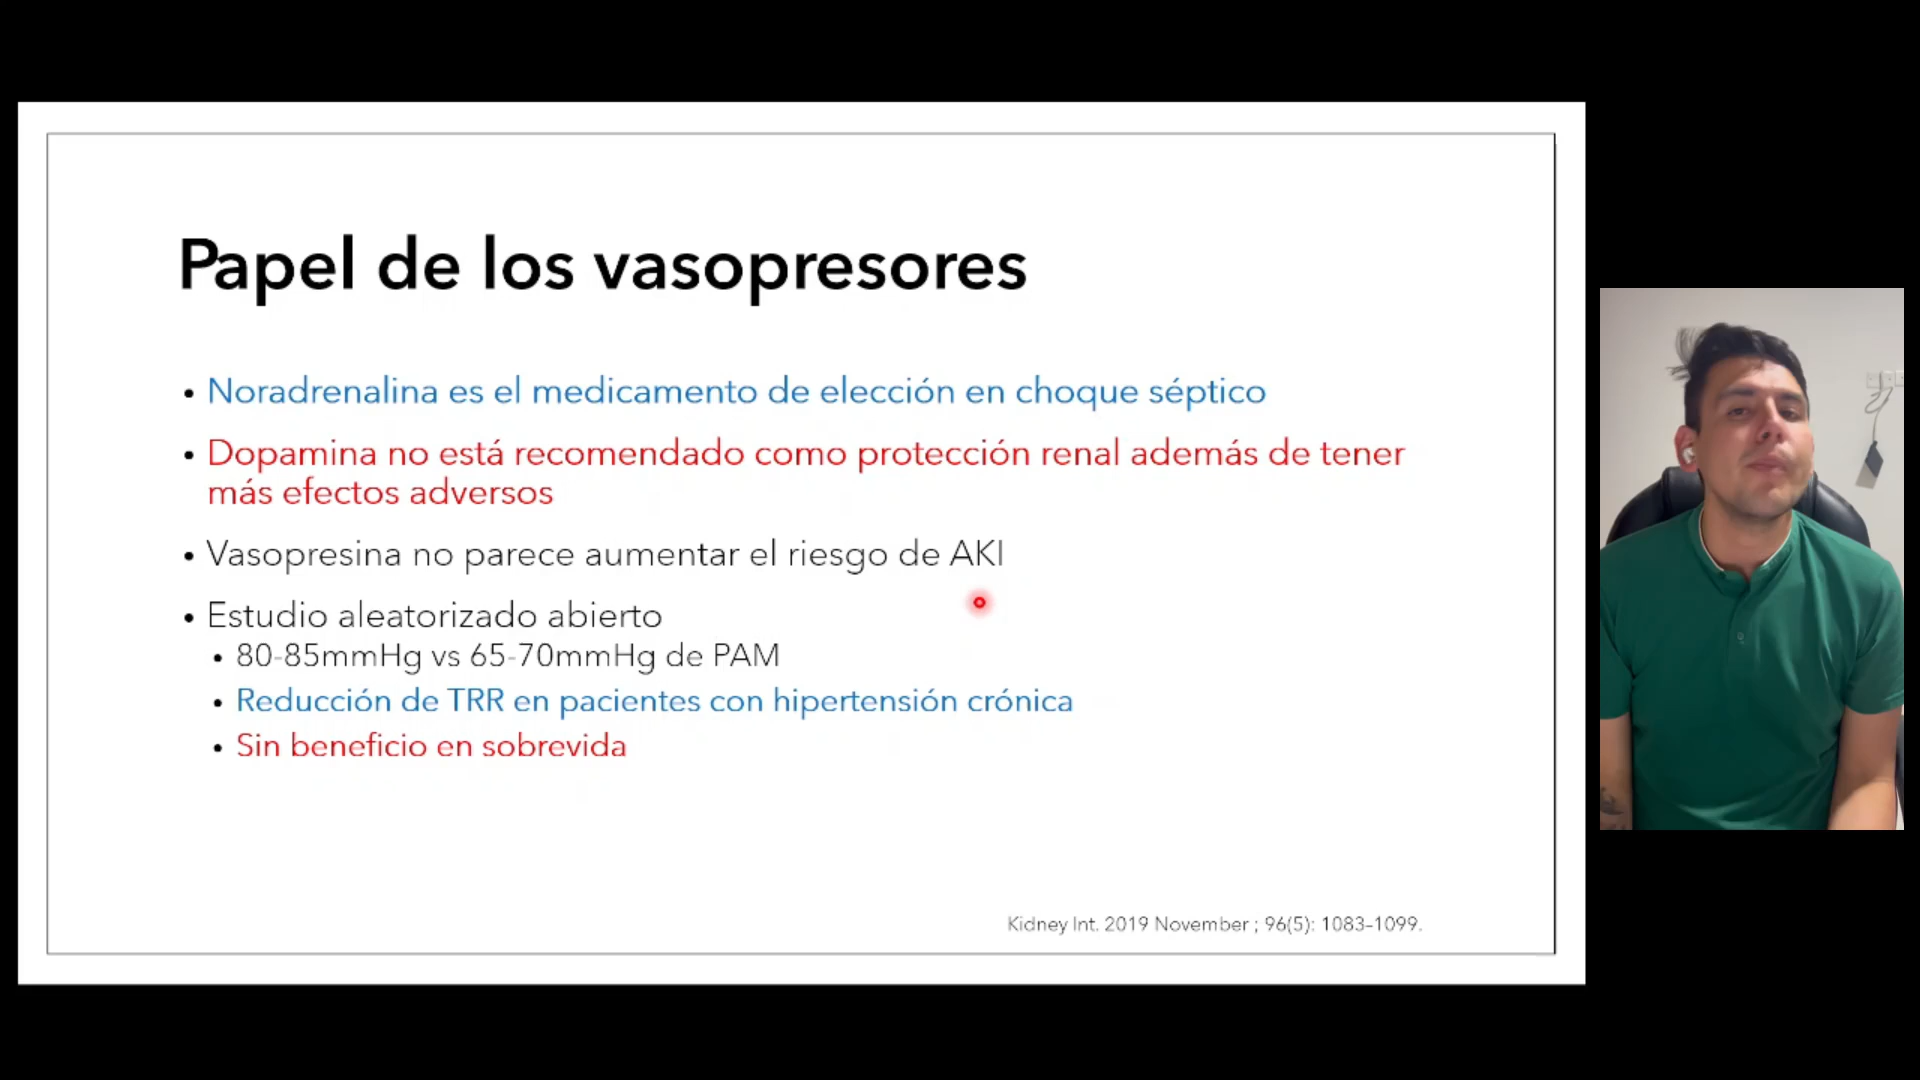 Papel de los vasopresores
• Noradrenalina es el medicamento de elección en choque séptico
• Dopamina no está recomendado como protección renal además de tener
más efectos adversos
• Vasopresina no parece aumentar el riesgo de AKI
• Estudio aleatorizado abierto
• 80-85mmHg vs 65-70mmHg de PAM
• Reducción de TRR en pacientes con hipertensión crónica
• Sin beneficio en sobrevida
Kidney Int. 2019 November ; 96(5): 1083–1099.